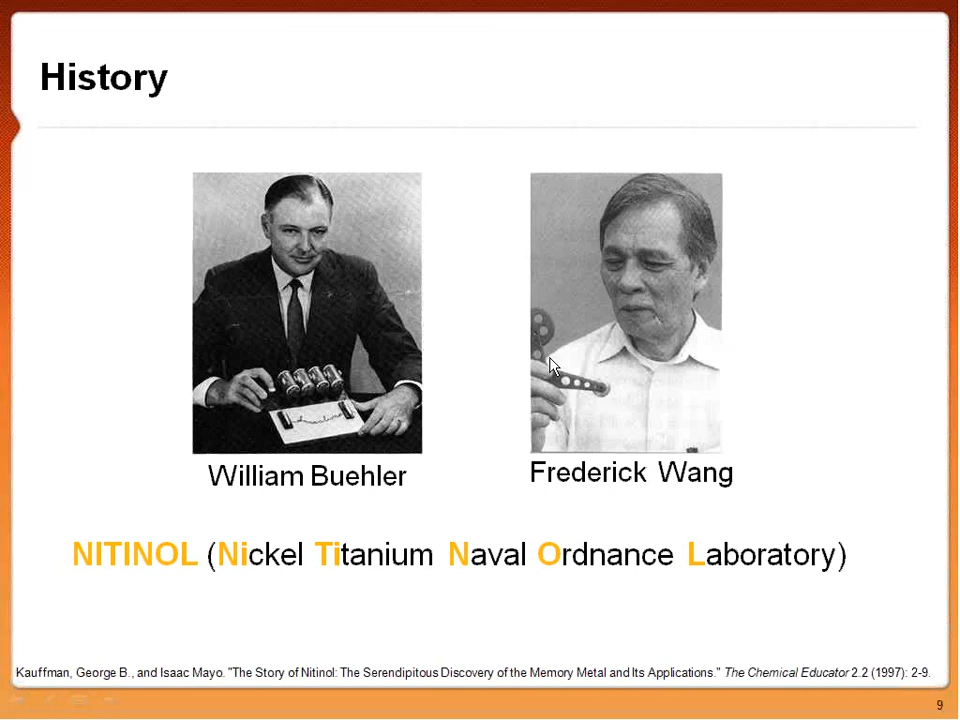 History
William Buehler
Frederick Wang
NITINOL (Nickel Titanium Naval Ordnance Laboratory)
Kauffman, George B., and Isaac Mayo. "The Story of Nitinol: The Serendipitous Discovery of the Memory Metal and Its Applications." The Chemical Educator 2.2 (1997): 2-9.
9